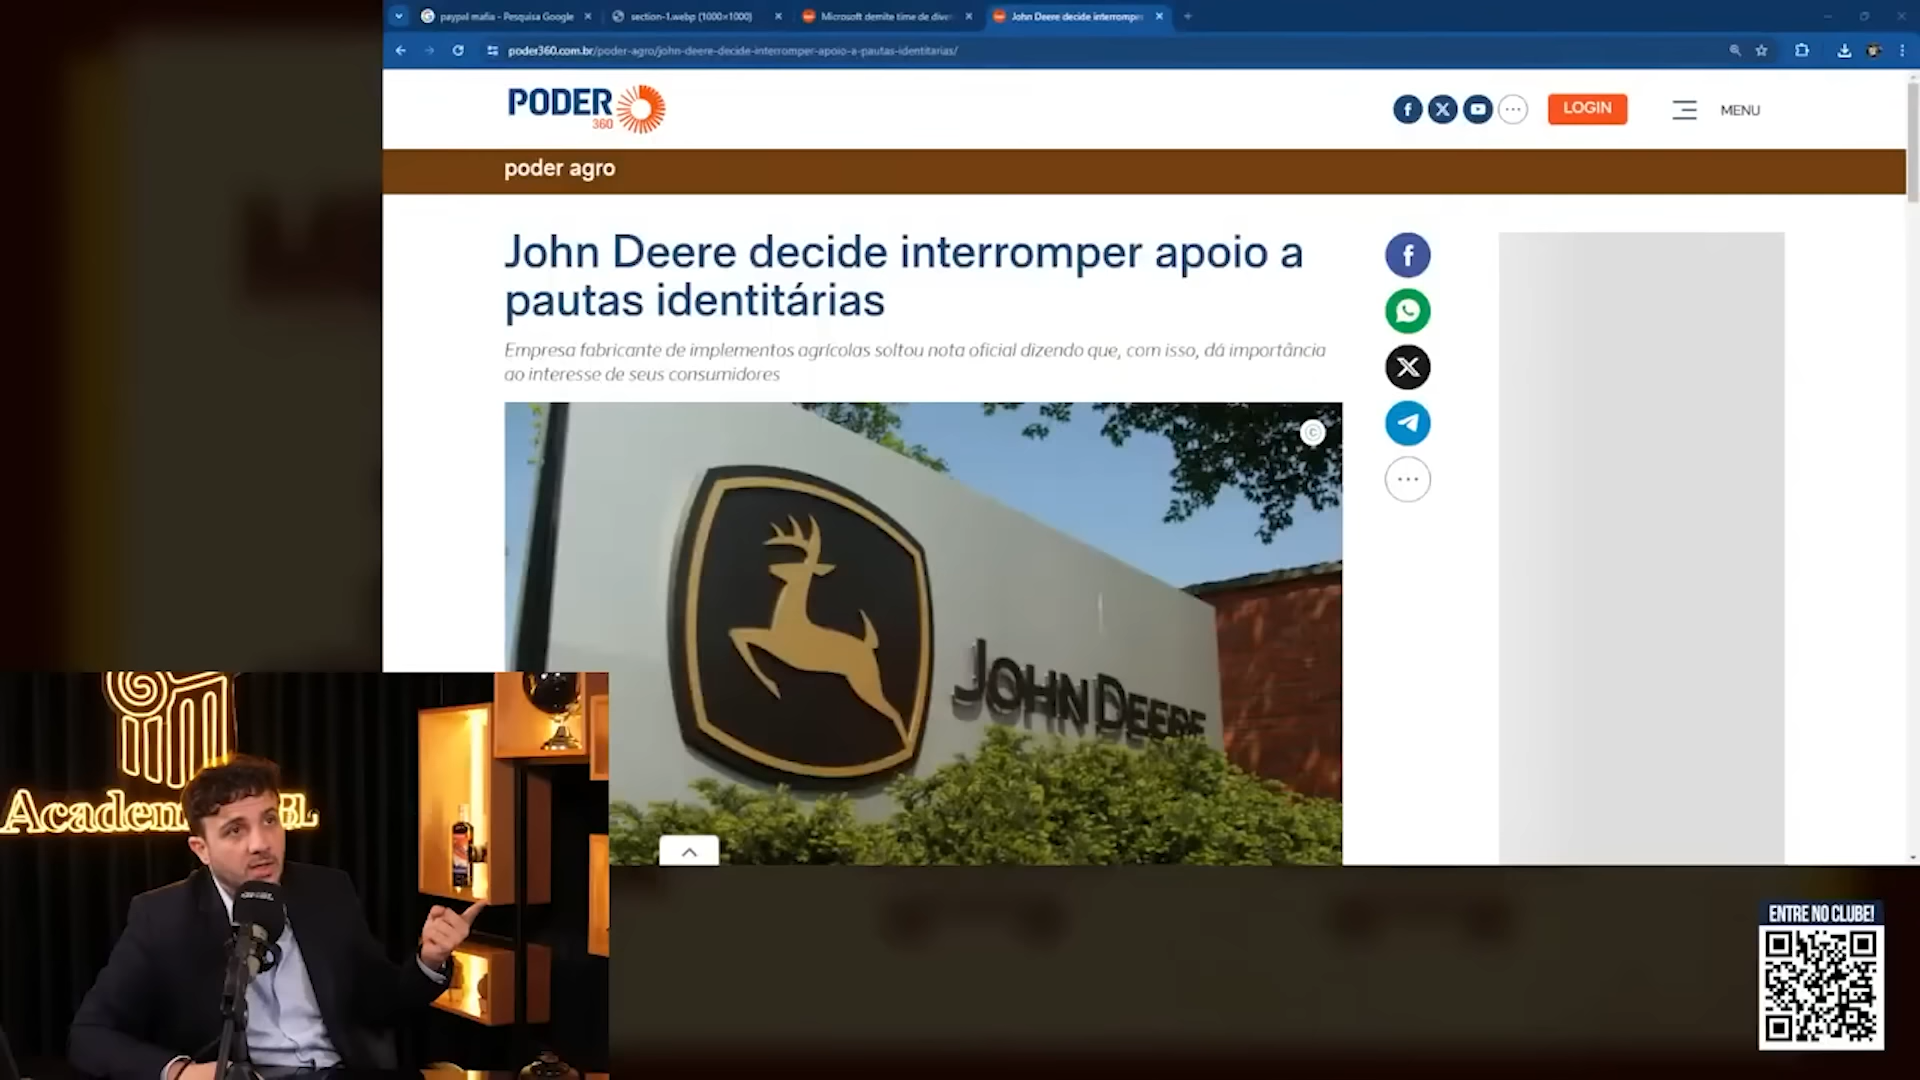 paypal mafia - Pesquisa Google
section-1.webp (1000×1000)
Microsoft demite time de dive
John Deere decide interromper
poder360.com.br/poder-agro/john-deere-decide-interromper-apoio-a-pautas-identitarias/
PODER
360
LOGIN
MENU
poder agro
John Deere decide interromper apoio a
pautas identitárias
Empresa fabricante de implementos agrícolas soltou nota oficial dizendo que, com isso, dá importância
ao interesse de seus consumidores
JOHN DEERE
ENTRE NO CLUBE!